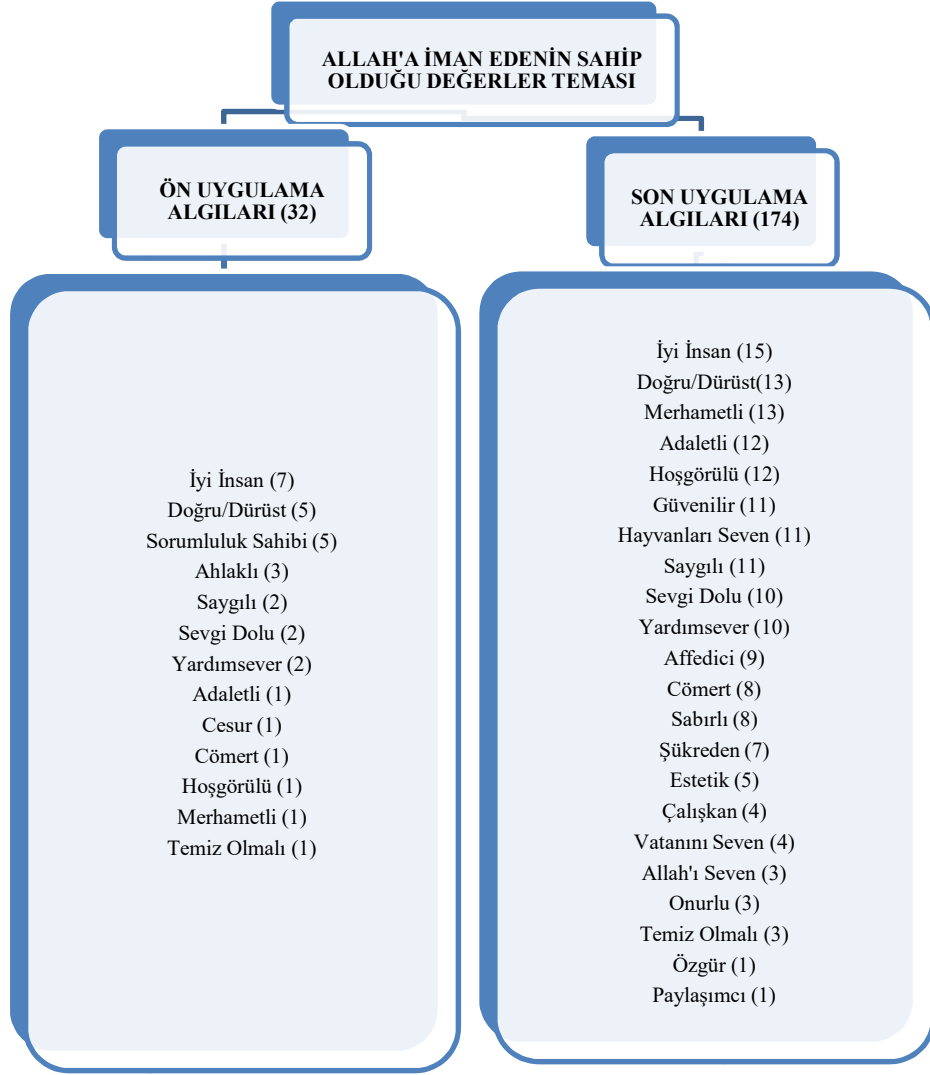 ALLAH'A İMAN EDENİN SAHİP
OLDUĞU DEĞERLER TEMASI
ÖN UYGULAMA
ALGILARI (32)
İyi İnsan (7)
Doğru/Dürüst (5)
Sorumluluk Sahibi (5)
Ahlaklı (3)
Saygılı (2)
Sevgi Dolu (2)
Yardımsever (2)
Adaletli (1)
Cesur (1)
Cömert (1)
Hoşgörülü (1)
Merhametli (1)
Temiz Olmalı (1)
SON UYGULAMA
ALGILARI (174)
İyi İnsan (15)
Doğru/Dürüst(13)
Merhametli (13)
Adaletli (12)
Hoşgörülü (12)
Güvenilir (11)
Hayvanları Seven (11)
Saygılı (11)
Sevgi Dolu (10)
Yardımsever (10)
Affedici (9)
Cömert (8)
Sabırlı (8)
Şükreden (7)
Estetik (5)
Çalışkan (4)
Vatanını Seven (4)
Allah'ı Seven (3)
Onurlu (3)
Temiz Olmalı (3)
Özgür (1)
Paylaşımcı (1)